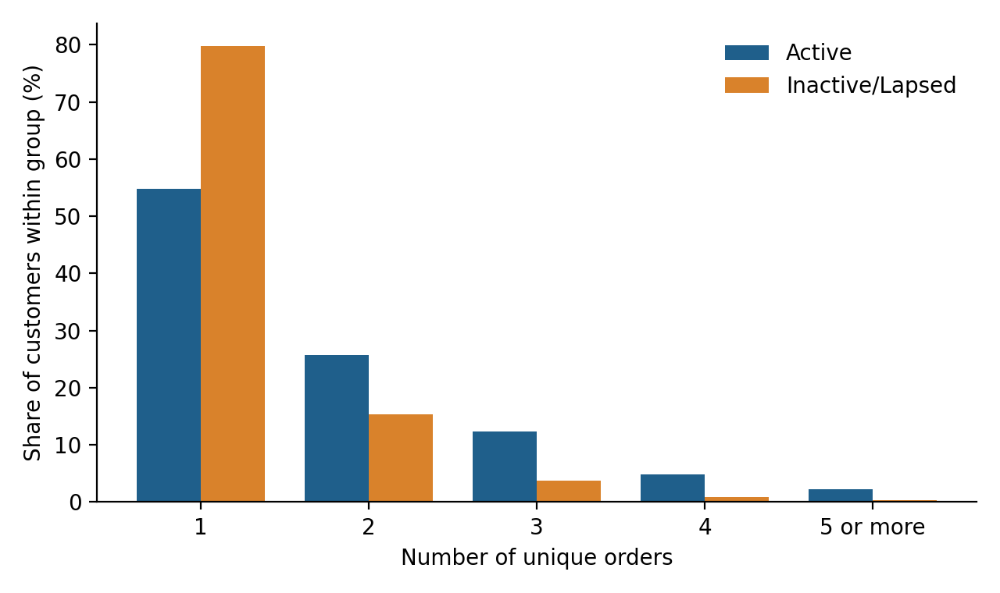 80
70
60
50
40
30
20
10
0
Share of customers within group (%)
Active
Inactive/Lapsed
1 2 3 4 5 or more
Number of unique orders